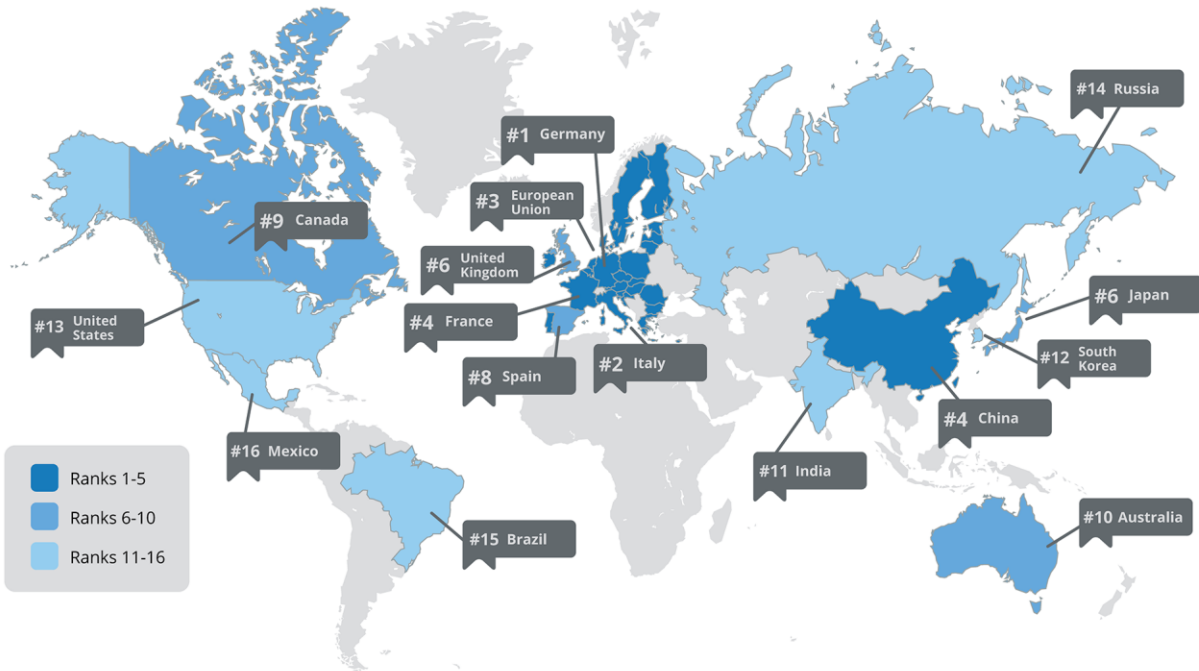 #14 Russia
#1 Germany
#3 European
Union
#9 Canada
#6 United
Kingdom
#13 United
States
#4 France
#6 Japan
#12 South
Korea
#8 Spain
#2 Italy
#4 China
#16 Mexico
#11 India
#15 Brazil
#10 Australia
Ranks 1-5
Ranks 6-10
Ranks 11-16